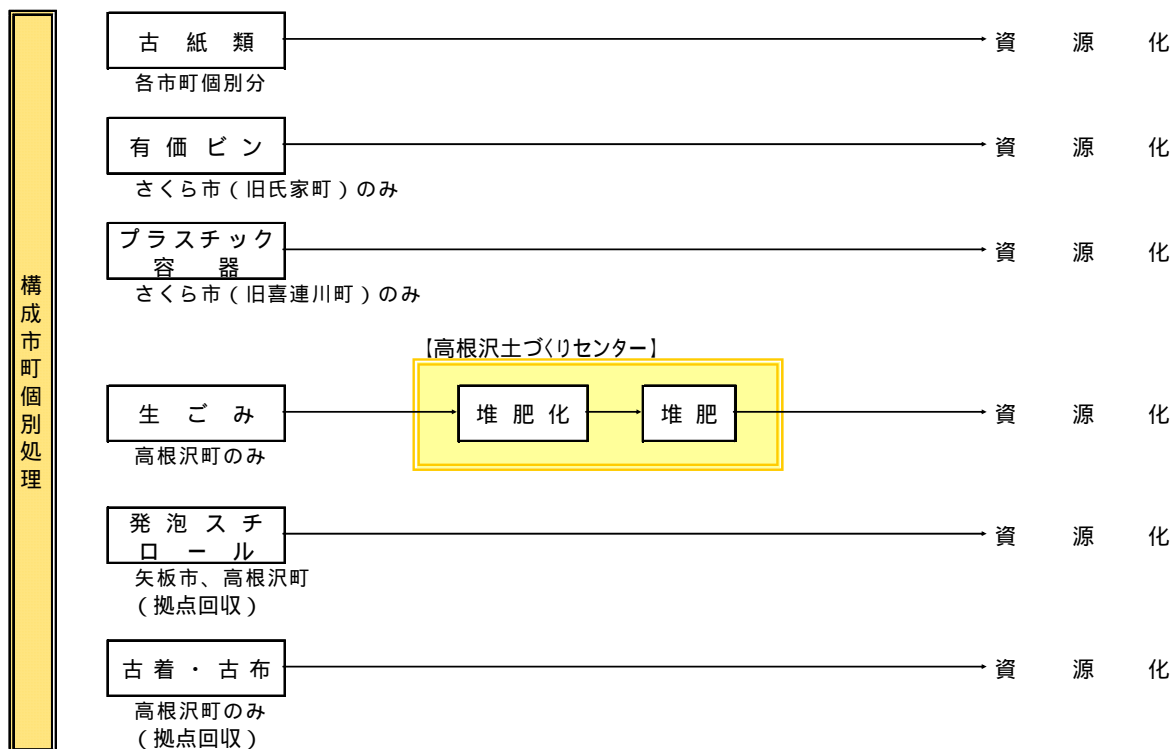 構成市町個別処理
古紙類
資源化
各市町個別分
有価ビン
資源化
さくら市（旧氏家町）のみ
プラスチック
容器
資源化
さくら市（旧喜連川町）のみ
【高根沢土づくりセンター】
生ごみ
堆肥化
堆肥
資源化
高根沢町のみ
発泡スチ
ロール
資源化
矢板市、高根沢町
（拠点回収）
古着・古布
資源化
高根沢町のみ
（拠点回収）